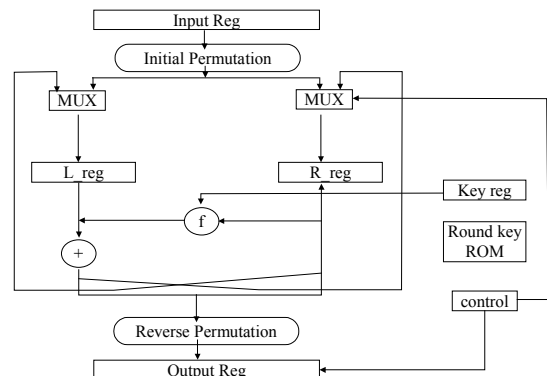 Input Reg
Initial Permutation
MUX
MUX
L_reg
R_reg
Key reg
f
Round key
ROM
+
control
Reverse Permutation
Output Reg